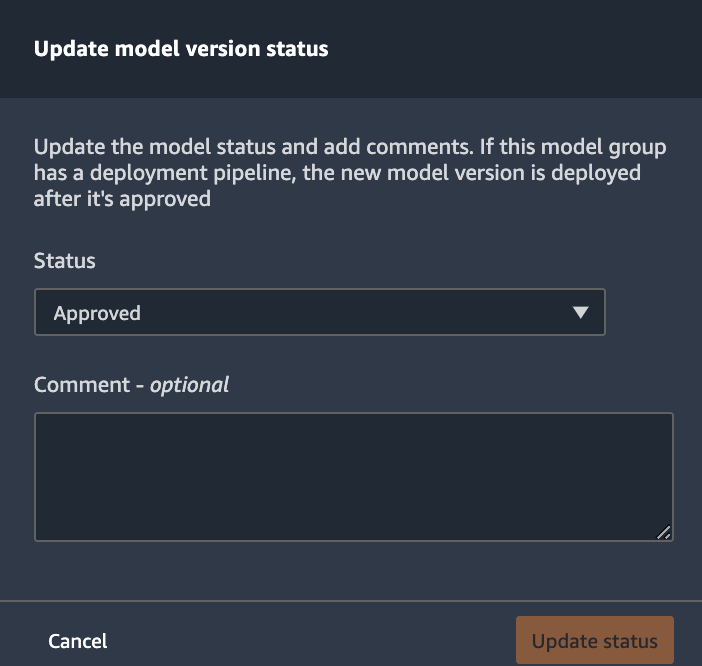 Update model version status
Update the model status and add comments. If this model group
has a deployment pipeline, the new model version is deployed
after it's approved
Status
Approved
Comment - optional
Cancel
Update status